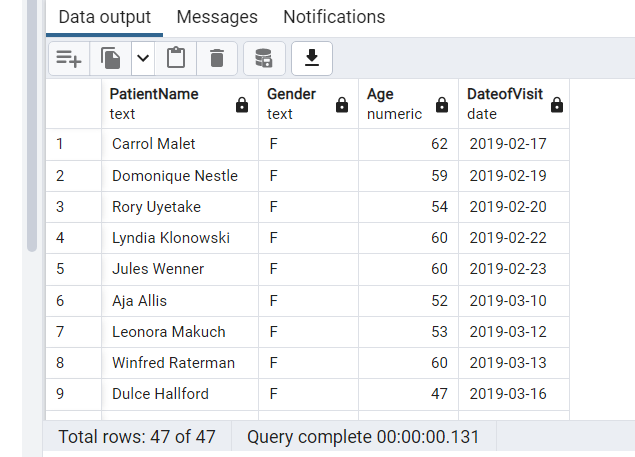 Data output Messages Notifications
PatientName Gender Age DateofVisit
text text numeric date
1 Carrol Malet F 62 2019-02-17
2 Domonique Nestle F 59 2019-02-19
3 Rory Uyetake F 54 2019-02-20
4 Lyndia Klonowski F 60 2019-02-22
5 Jules Wenner F 60 2019-02-23
6 Aja Allis F 52 2019-03-10
7 Leonora Makuch F 53 2019-03-12
8 Winfred Raterman F 60 2019-03-13
9 Dulce Hallford F 47 2019-03-16
Total rows: 47 of 47 Query complete 00:00:00.131